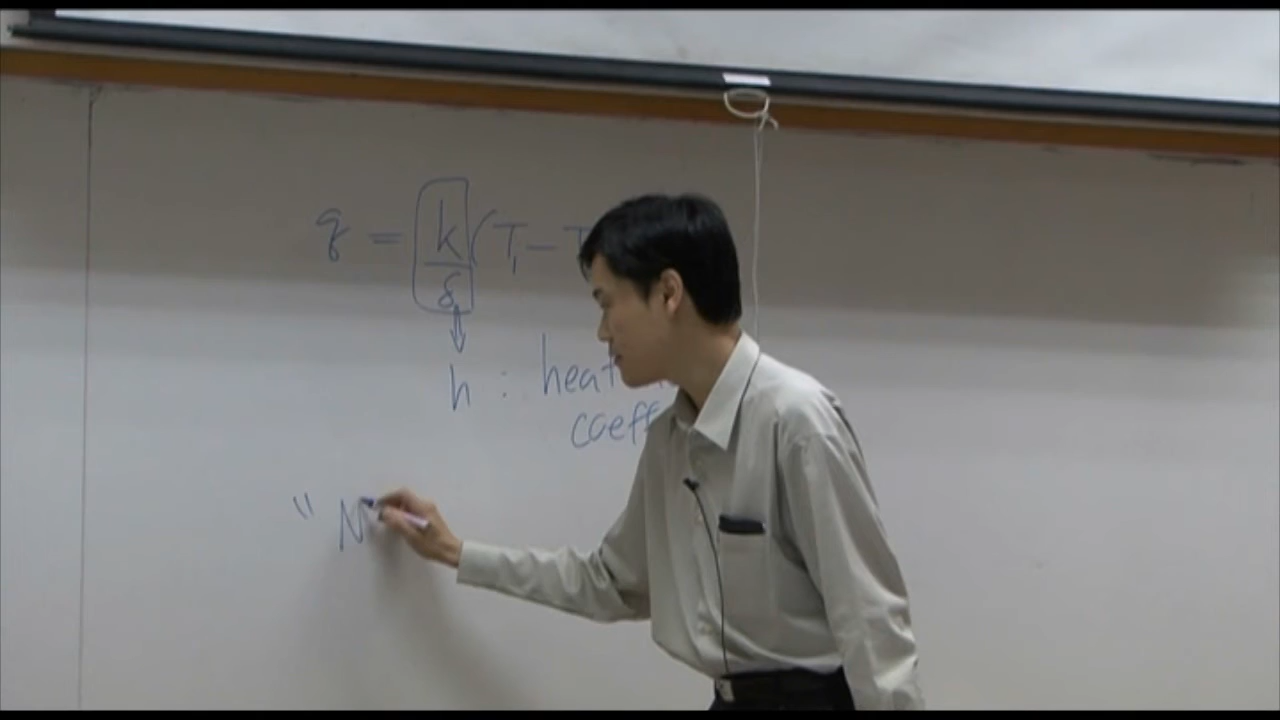 q = k/δ (T₁ - T
h : heat
coeff
" N